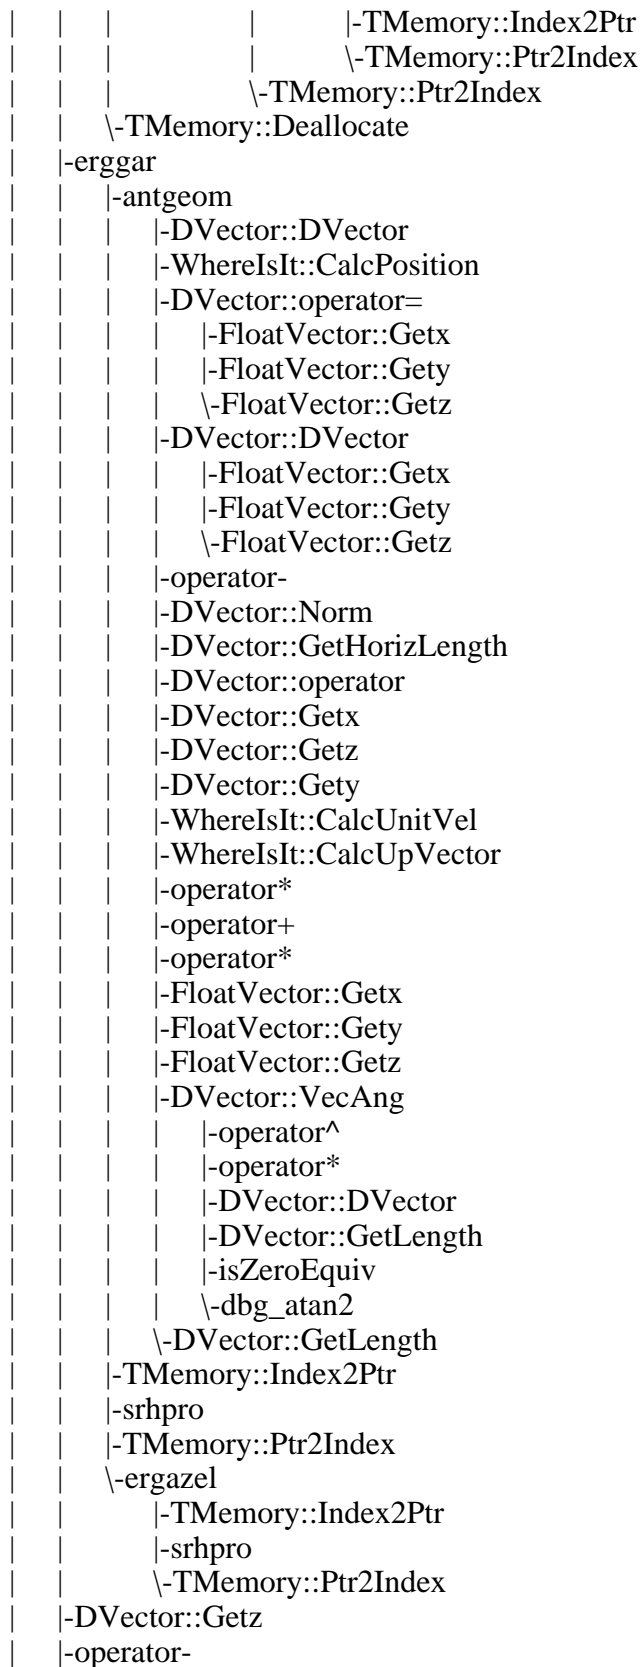 |    |    |         |         |-TMemory::Index2Ptr
|    |    |         |         \-TMemory::Ptr2Index
|    |    |         \-TMemory::Ptr2Index
|    |    \-TMemory::Deallocate
|    |-erggar
|    |    |-antgeom
|    |    |    |-DVector::DVector
|    |    |    |-WhereIsIt::CalcPosition
|    |    |    |-DVector::operator=
|    |    |    |    |-FloatVector::Getx
|    |    |    |    |-FloatVector::Gety
|    |    |    |    \-FloatVector::Getz
|    |    |    |-DVector::DVector
|    |    |    |    |-FloatVector::Getx
|    |    |    |    |-FloatVector::Gety
|    |    |    |    \-FloatVector::Getz
|    |    |    |-operator-
|    |    |    |-DVector::Norm
|    |    |    |-DVector::GetHorizLength
|    |    |    |-DVector::operator
|    |    |    |-DVector::Getx
|    |    |    |-DVector::Getz
|    |    |    |-DVector::Gety
|    |    |    |-WhereIsIt::CalcUnitVel
|    |    |    |-WhereIsIt::CalcUpVector
|    |    |    |-operator*
|    |    |    |-operator+
|    |    |    |-operator*
|    |    |    |-FloatVector::Getx
|    |    |    |-FloatVector::Gety
|    |    |    |-FloatVector::Getz
|    |    |    |-DVector::VecAng
|    |    |    |    |-operator^
|    |    |    |    |-operator*
|    |    |    |    |-DVector::DVector
|    |    |    |    |-DVector::GetLength
|    |    |    |    |-isZeroEquiv
|    |    |    |    \-dbg_atan2
|    |    |    \-DVector::GetLength
|    |    |-TMemory::Index2Ptr
|    |    |-srhpro
|    |    |-TMemory::Ptr2Index
|    |    \-ergazel
|    |         |-TMemory::Index2Ptr
|    |         |-srhpro
|    |         \-TMemory::Ptr2Index
|    |-DVector::Getz
|    |-operator-